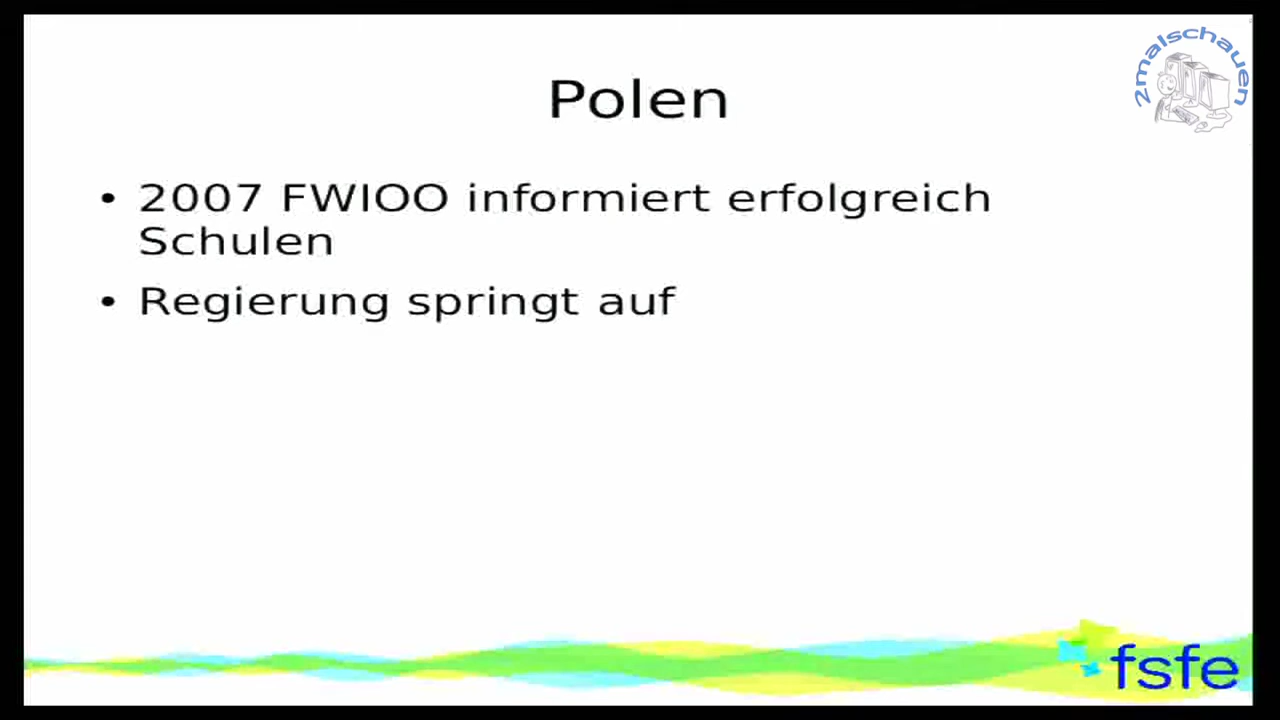 2malschauen
Polen
• 2007 FWIOO informiert erfolgreich
Schulen
• Regierung springt auf
fsfe